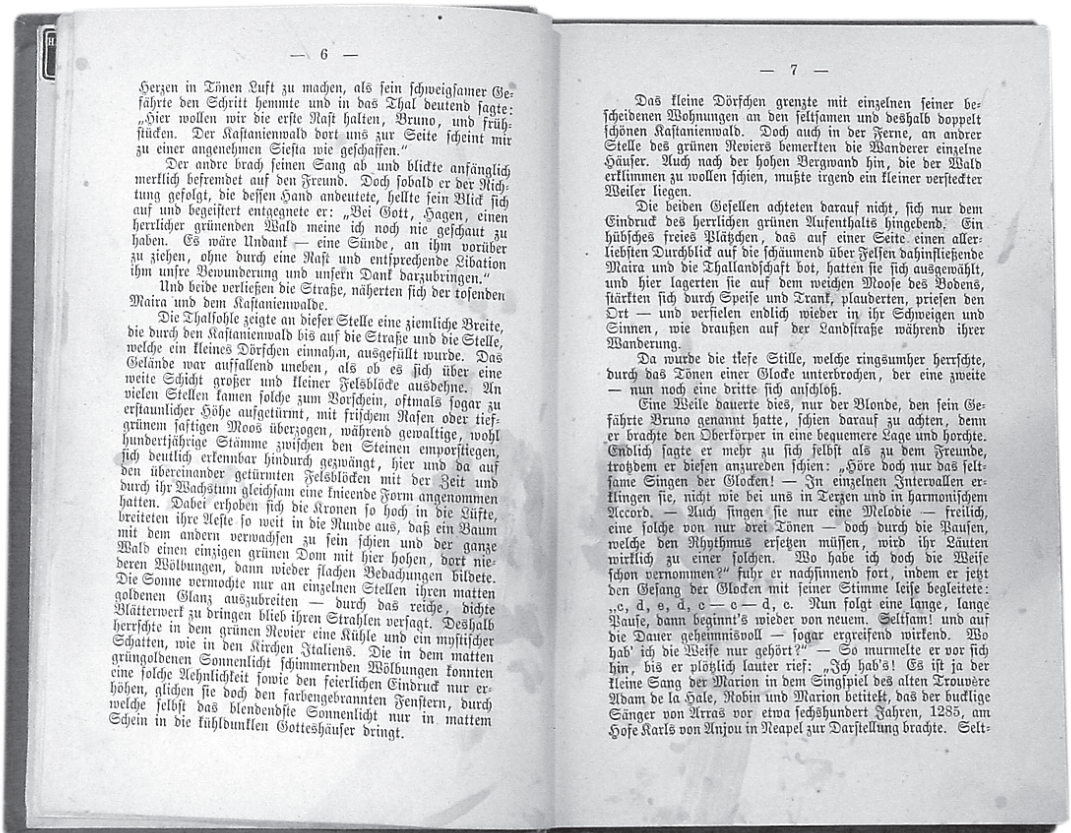 — 6 —
Herzen in Tönen Luft zu machen, als sein schweigsamer Ge-
fährte den Schritt hemmte und in das Thal deutend sagte:
„Hier wollen wir die erste Rast halten, Bruno, und früh-
stücken. Der Kastanienwald dort uns zur Seite scheint mir
zu einer angenehmen Siesta wie geschaffen.“
Der andre brach seinen Sang ab und blickte anfänglich
merklich befremdet auf den Freund. Doch sobald er der Rich-
tung gefolgt, die dessen Hand andeutete, hellte sein Blick sich
auf und begeistert entgegnete er: „Bei Gott, Hagen, einen
herrlicher grünenden Wald meine ich noch nie geschaut zu
haben. Es wäre Undank — eine Sünde, an ihm vorüber
zu ziehen, ohne durch eine Rast und entsprechende Libation
ihm unsre Bewunderung und unsern Dank darzubringen.“
Und beide verließen die Straße, näherten sich der tosenden
Maira und dem Kastanienwalde.
Die Thalsohle zeigte an dieser Stelle eine ziemliche Breite,
die durch den Kastanienwald bis auf die Straße und die Stelle,
welche ein kleines Dörfchen einnahm, ausgefüllt wurde. Das
Gelände war auffallend uneben, als ob es sich über eine
weite Schicht großer und kleiner Felsblöcke ausdehne. An
vielen Stellen kamen solche zum Vorschein, oftmals sogar zu
erstaunlicher Höhe aufgetürmt, mit frischem Rasen oder tief-
grünem saftigen Moos überzogen, während gewaltige, wohl
hundertjährige Stämme zwischen den Steinen emporstiegen,
sich deutlich erkennbar hindurch gezwängt, hier und da auf
den übereinander getürmten Felsblöcken mit der Zeit und
durch ihr Wachstum gleichsam eine knieende Form angenommen
hatten. Dabei erhoben sich die Kronen so hoch in die Lüfte,
breiteten ihre Aeste so weit in die Runde aus, daß ein Baum
mit dem andern verwachsen zu sein schien und der ganze
Wald einen einzigen grünen Dom mit hier hohen, dort nie-
deren Wölbungen, dann wieder flachen Bedachungen bildete.
Die Sonne vermochte nur an einzelnen Stellen ihren matten
goldenen Glanz auszubreiten — durch das reiche, dichte
Blätterwerk zu dringen blieb ihren Strahlen versagt. Deshalb
herrschte in dem grünen Revier eine Kühle und ein mystischer
Schatten, wie in den Kirchen Italiens. Die in dem matten
grüngoldenen Sonnenlicht schimmernden Wölbungen konnten
eine solche Aehnlichkeit sowie den feierlichen Eindruck nur er-
höhen, glichen sie doch den farbengebrannten Fenstern, durch
welche selbst das blendendste Sonnenlicht nur in mattem
Schein in die kühldunklen Gotteshäuser dringt.
— 7 —
Das kleine Dörfchen grenzte mit einzelnen seiner be-
scheidenen Wohnungen an den seltsamen und deshalb doppelt
schönen Kastanienwald. Doch auch in der Ferne, an andrer
Stelle des grünen Reviers bemerkten die Wanderer einzelne
Häuser. Auch nach der hohen Bergwand hin, die der Wald
erklimmen zu wollen schien, mußte irgend ein kleiner versteckter
Weiler liegen.
Die beiden Gesellen achteten darauf nicht, sich nur dem
Eindruck des herrlichen grünen Aufenthalts hingebend. Ein
hübsches freies Plätzchen, das auf einer Seite einen aller-
liebsten Durchblick auf die schäumend über Felsen dahinfließende
Maira und die Thallandschaft bot, hatten sie sich ausgewählt,
und hier lagerten sie auf dem weichen Moose des Bodens,
stärkten sich durch Speise und Trank, plauderten, priesen den
Ort — und verfielen endlich wieder in ihr Schweigen und
Sinnen, wie draußen auf der Landstraße während ihrer
Wanderung.
Da wurde die tiefe Stille, welche ringsumher herrschte,
durch das Tönen einer Glocke unterbrochen, der eine zweite
— nun noch eine dritte sich anschloß.
Eine Weile dauerte dies, nur der Blonde, den sein Ge-
fährte Bruno genannt hatte, schien darauf zu achten, denn
er brachte den Oberkörper in eine bequemere Lage und horchte.
Endlich sagte er mehr zu sich selbst als zu dem Freunde,
trotzdem er diesen anzureden schien: „Höre doch nur das selt-
same Singen der Glocken! — In einzelnen Intervallen er-
klingen sie, nicht wie bei uns in Terzen und in harmonischem
Accord. — Auch singen sie nur eine Melodie — freilich,
eine solche von nur drei Tönen — doch durch die Pausen,
welche den Rhythmus ersetzen müssen, wird ihr Läuten
wirklich zu einer solchen. Wo habe ich doch die Weise
schon vernommen?“ fuhr er nachsinnend fort, indem er jetzt
den Gesang der Glocken mit seiner Stimme leise begleitete:
„c, d, e, d, c — c — d, c. Nun folgt eine lange, lange
Pause, dann beginnt's wieder von neuem. Seltsam! und auf
die Dauer geheimnisvoll — sogar ergreifend wirkend. Wo
hab' ich die Weise nur gehört?“ — So murmelte er vor sich
hin, bis er plötzlich lauter rief: „Ich hab's! Es ist ja der
kleine Sang der Marion in dem Singspiel des alten Trouvère
Adam de la Hale, Robin und Marion betitelt, das der bucklige
Sänger von Arras vor etwa sechshundert Jahren, 1285, am
Hofe Karls von Anjou in Neapel zur Darstellung brachte. Selt-